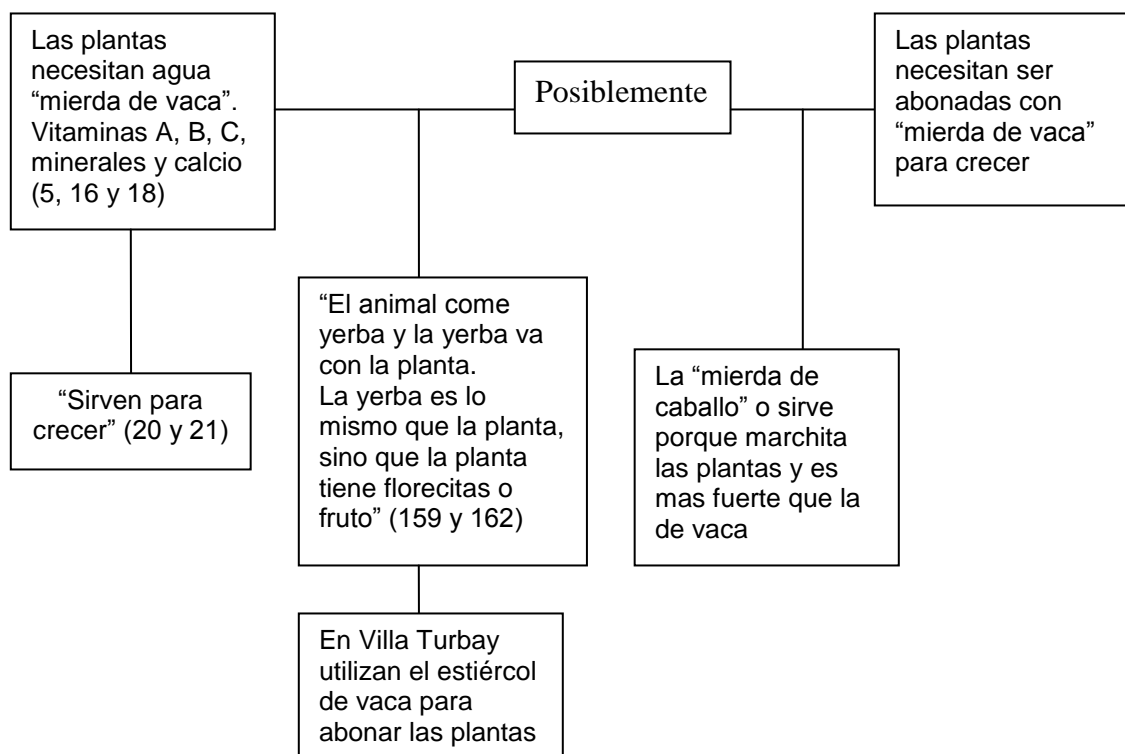 Las plantas
necesitan agua
“mierda de vaca”.
Vitaminas A, B, C,
minerales y calcio
(5, 16 y 18)
Posiblemente
Las plantas
necesitan ser
abonadas con
“mierda de vaca”
para crecer
“Sirven para
crecer” (20 y 21)
“El animal come
yerba y la yerba va
con la planta.
La yerba es lo
mismo que la planta,
sino que la planta
tiene florecitas o
fruto” (159 y 162)
La “mierda de
caballo” o sirve
porque marchita
las plantas y es
mas fuerte que la
de vaca
En Villa Turbay
utilizan el estiércol
de vaca para
abonar las plantas